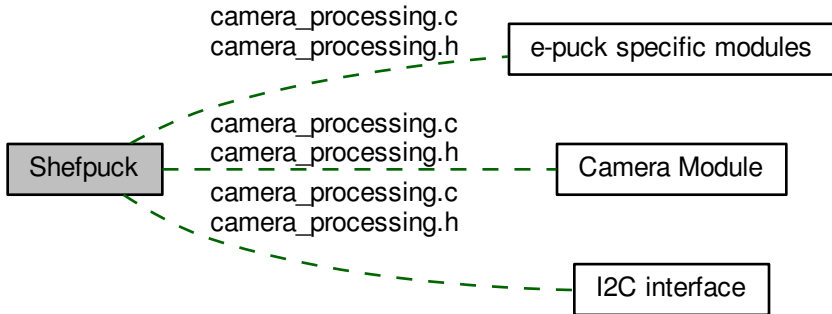 camera_processing.c
camera_processing.h
e-puck specific modules
camera_processing.c
camera_processing.h
Shefpuck
Camera Module
camera_processing.c
camera_processing.h
I2C interface